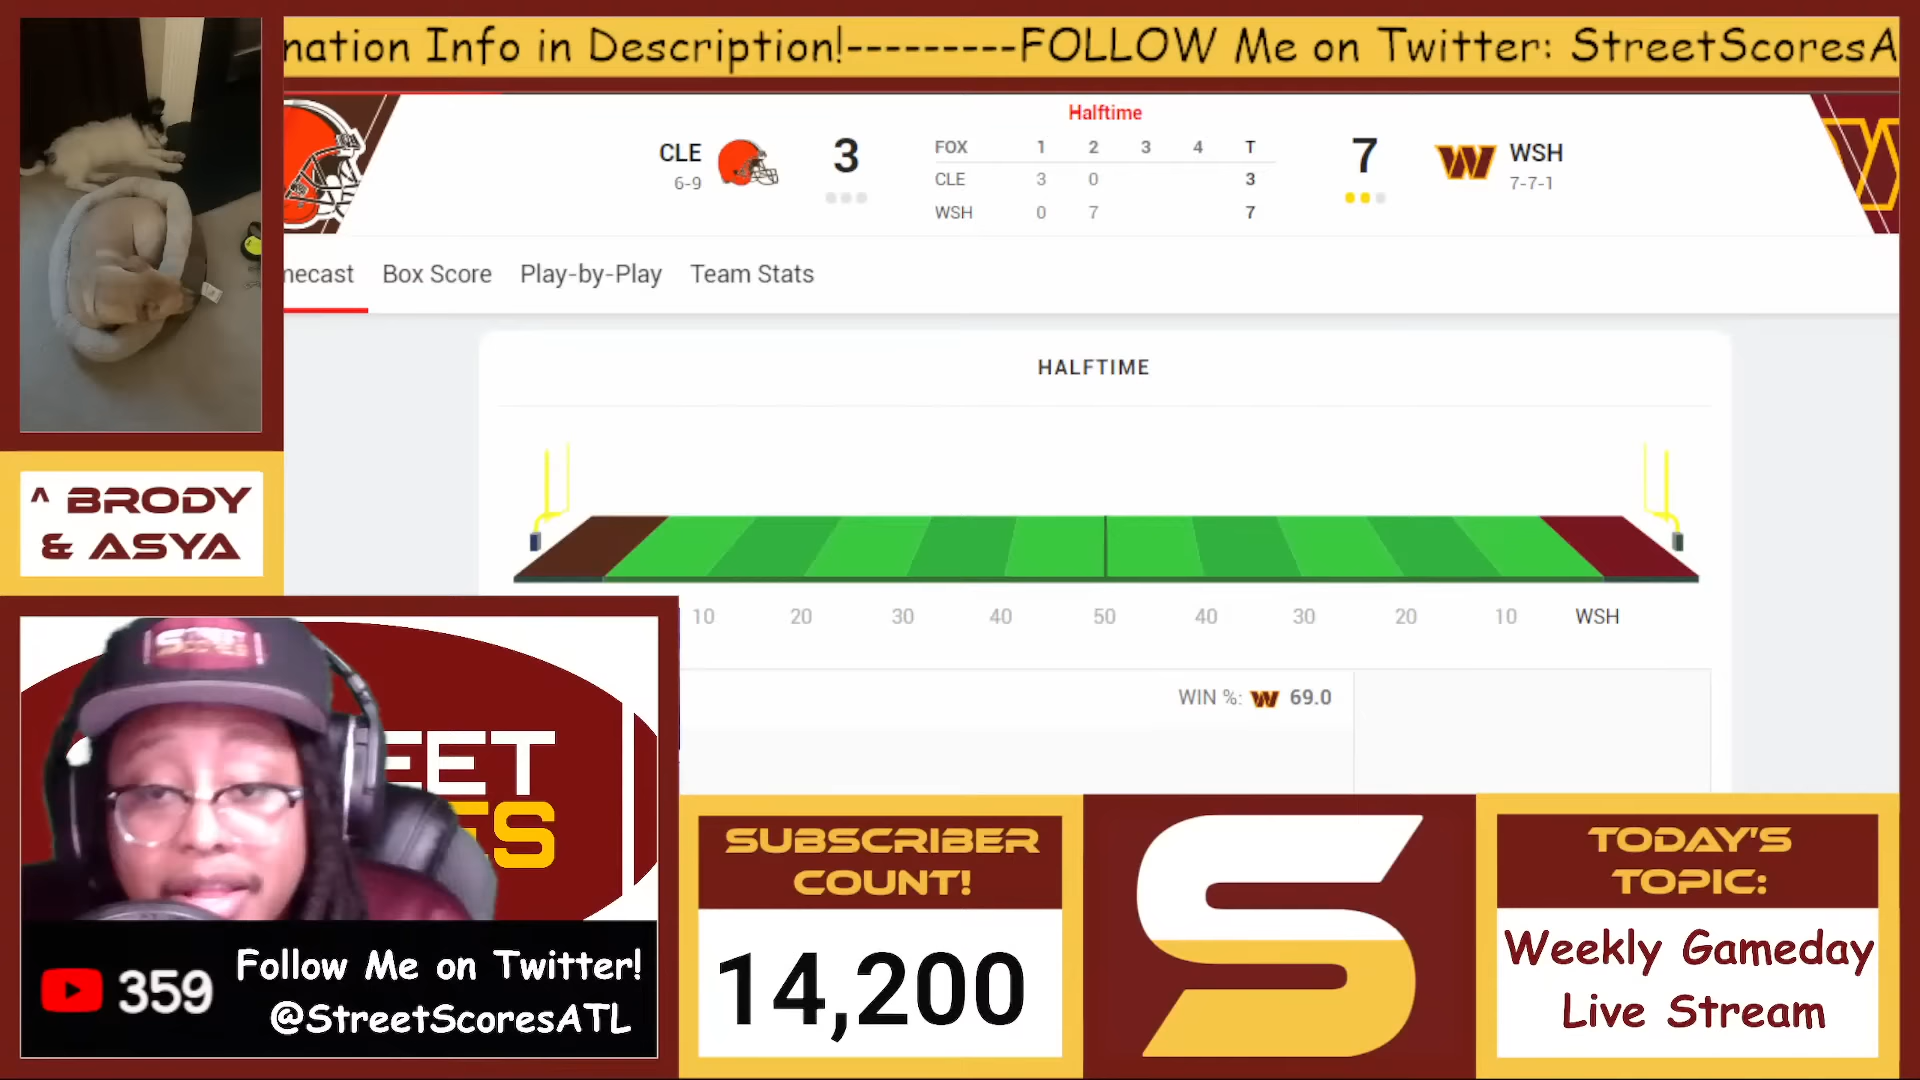 nation Info in Description!---------FOLLOW Me on Twitter: StreetScoresA
Halftime
CLE
6-9
3
FOX 1 2 3 4 T
CLE 3 0 3
WSH 0 7 7
7
WSH
7-7-1
necast Box Score Play-by-Play Team Stats
HALFTIME
10 20 30 40 50 40 30 20 10 WSH
WIN %: 69.0
^ BRODY
& ASYA
EET
ES
359
Follow Me on Twitter!
@StreetScoresATL
SUBSCRIBER
COUNT!
14,200
TODAY'S
TOPIC:
Weekly Gameday
Live Stream